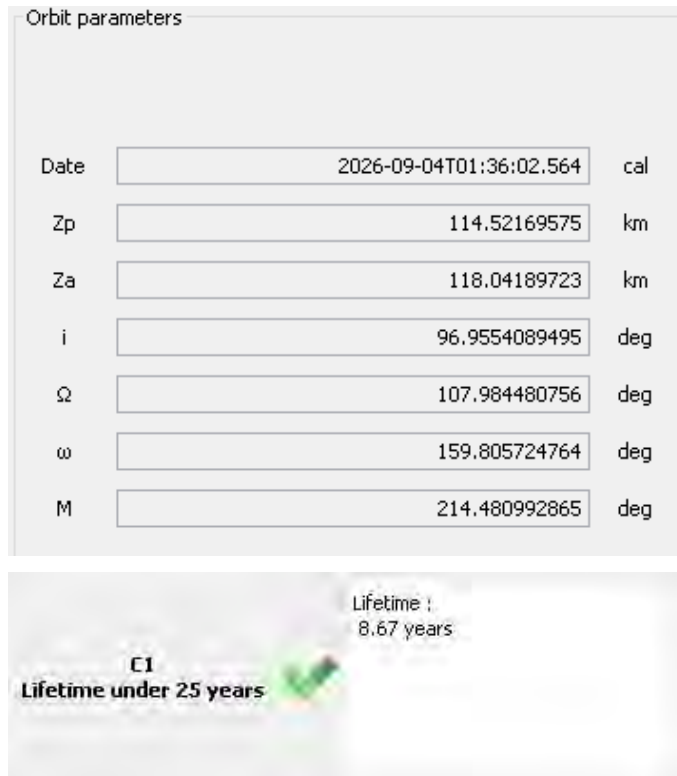 Orbit parameters
Date 2026-09-04T01:36:02.564 cal
Zp 114.52169575 km
Za 118.04189723 km
i 96.9554089495 deg
Ω 107.984480756 deg
ω 159.805724764 deg
M 214.480992865 deg
Lifetime :
8.67 years
C1
Lifetime under 25 years